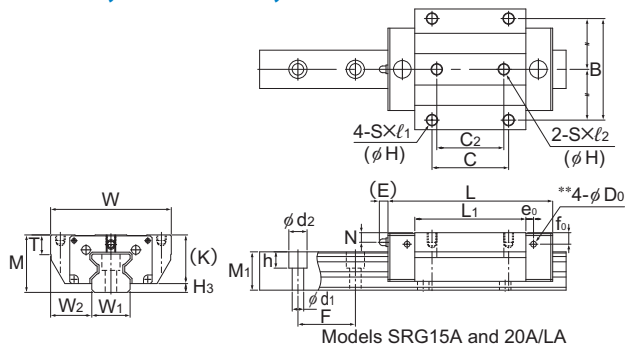 B
4-S×ℓ1
(φH)
C2
C
2-S×ℓ2
(φH)
W
T
M
(K)
H3
W2
W1
(E)
L
L1
e0
**4-φD0
f0
φd2
N
h
M1
φd1
F
Models SRG15A and 20A/LA